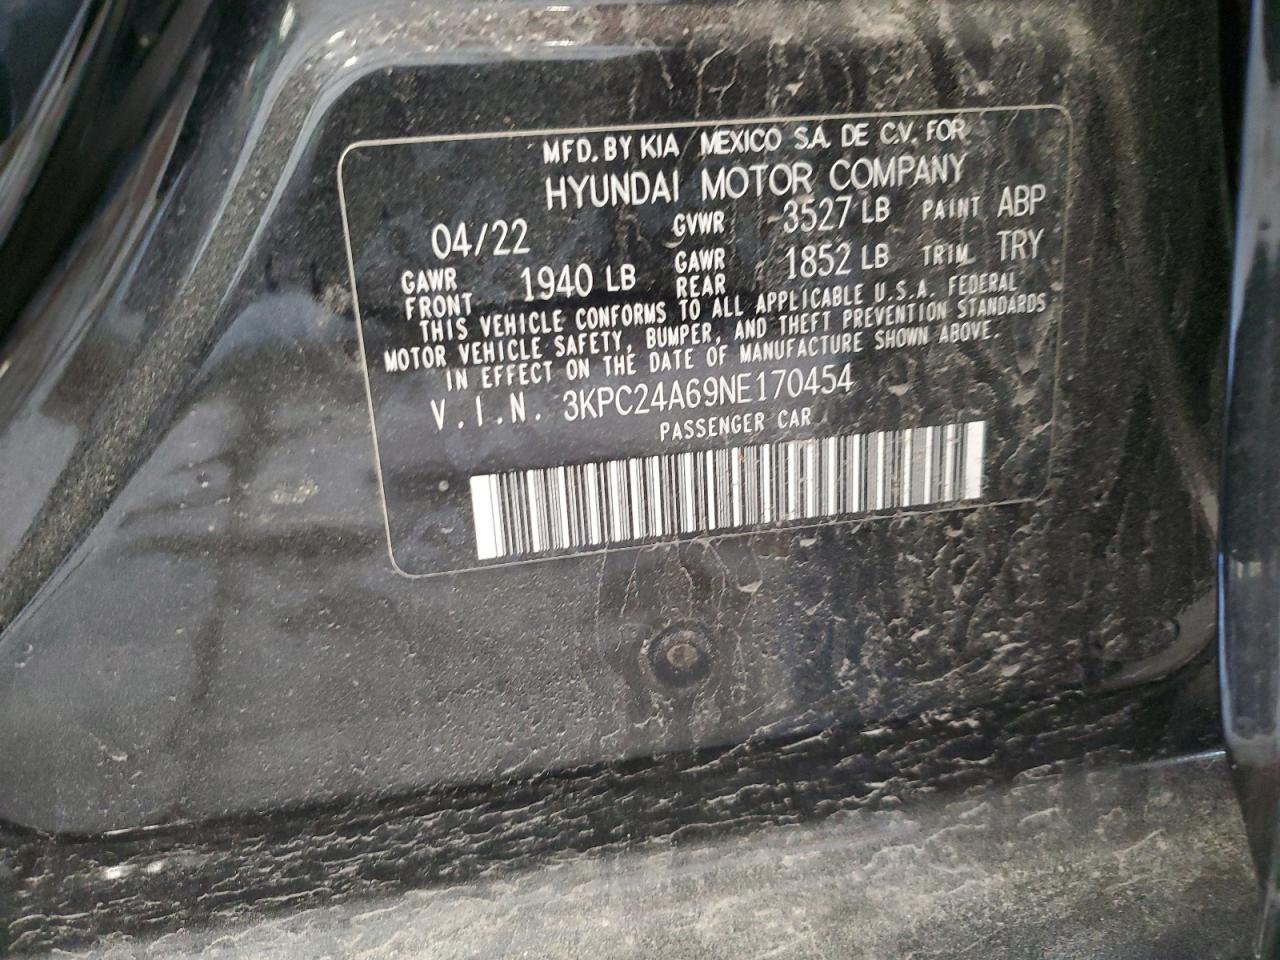 MFD. BY KIA MEXICO S.A. DE C.V. FOR
HYUNDAI MOTOR COMPANY
04/22 GVWR 3527 LB PAINT ABP
GAWR FRONT 1940 LB GAWR REAR 1852 LB TRIM TRY
THIS VEHICLE CONFORMS TO ALL APPLICABLE U.S.A. FEDERAL
MOTOR VEHICLE SAFETY, BUMPER, AND THEFT PREVENTION STANDARDS
IN EFFECT ON THE DATE OF MANUFACTURE SHOWN ABOVE.
V.I.N. 3KPC24A69NE170454
PASSENGER CAR